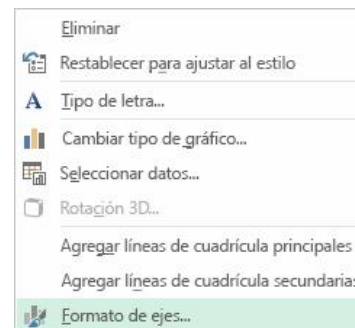 Eliminar
Restablecer para ajustar al estilo
Tipo de letra...
Cambiar tipo de gráfico...
Seleccionar datos...
Rotación 3D...
Agregar líneas de cuadrícula principales
Agregar líneas de cuadrícula secundarias
Formato de ejes...